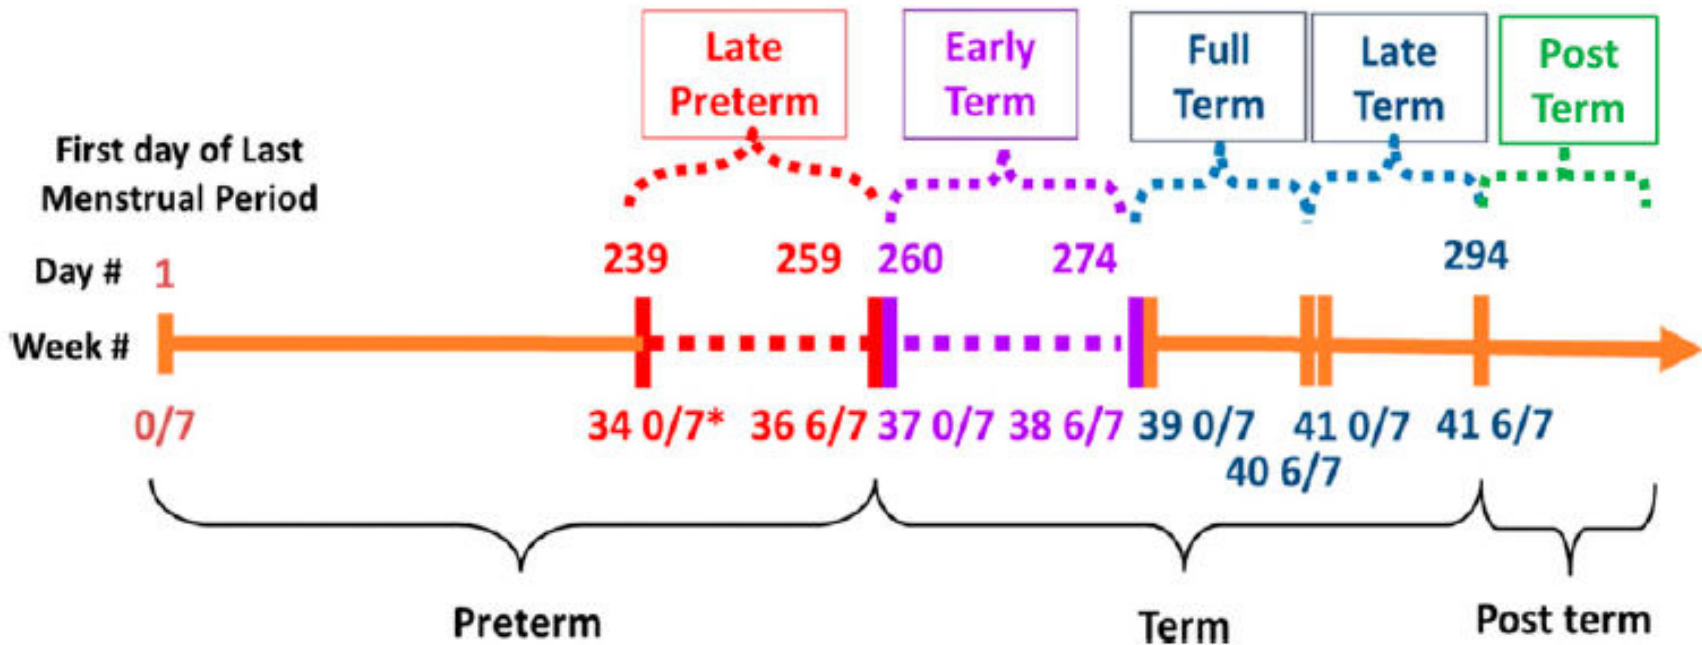 Late
Preterm
Early
Term
Full
Term
Late
Term
Post
Term
First day of Last
Menstrual Period
Day # 1 239 259 260 274 294
Week #
0/7 34 0/7* 36 6/7 37 0/7 38 6/7 39 0/7 41 0/7 41 6/7
40 6/7
Preterm Term Post term